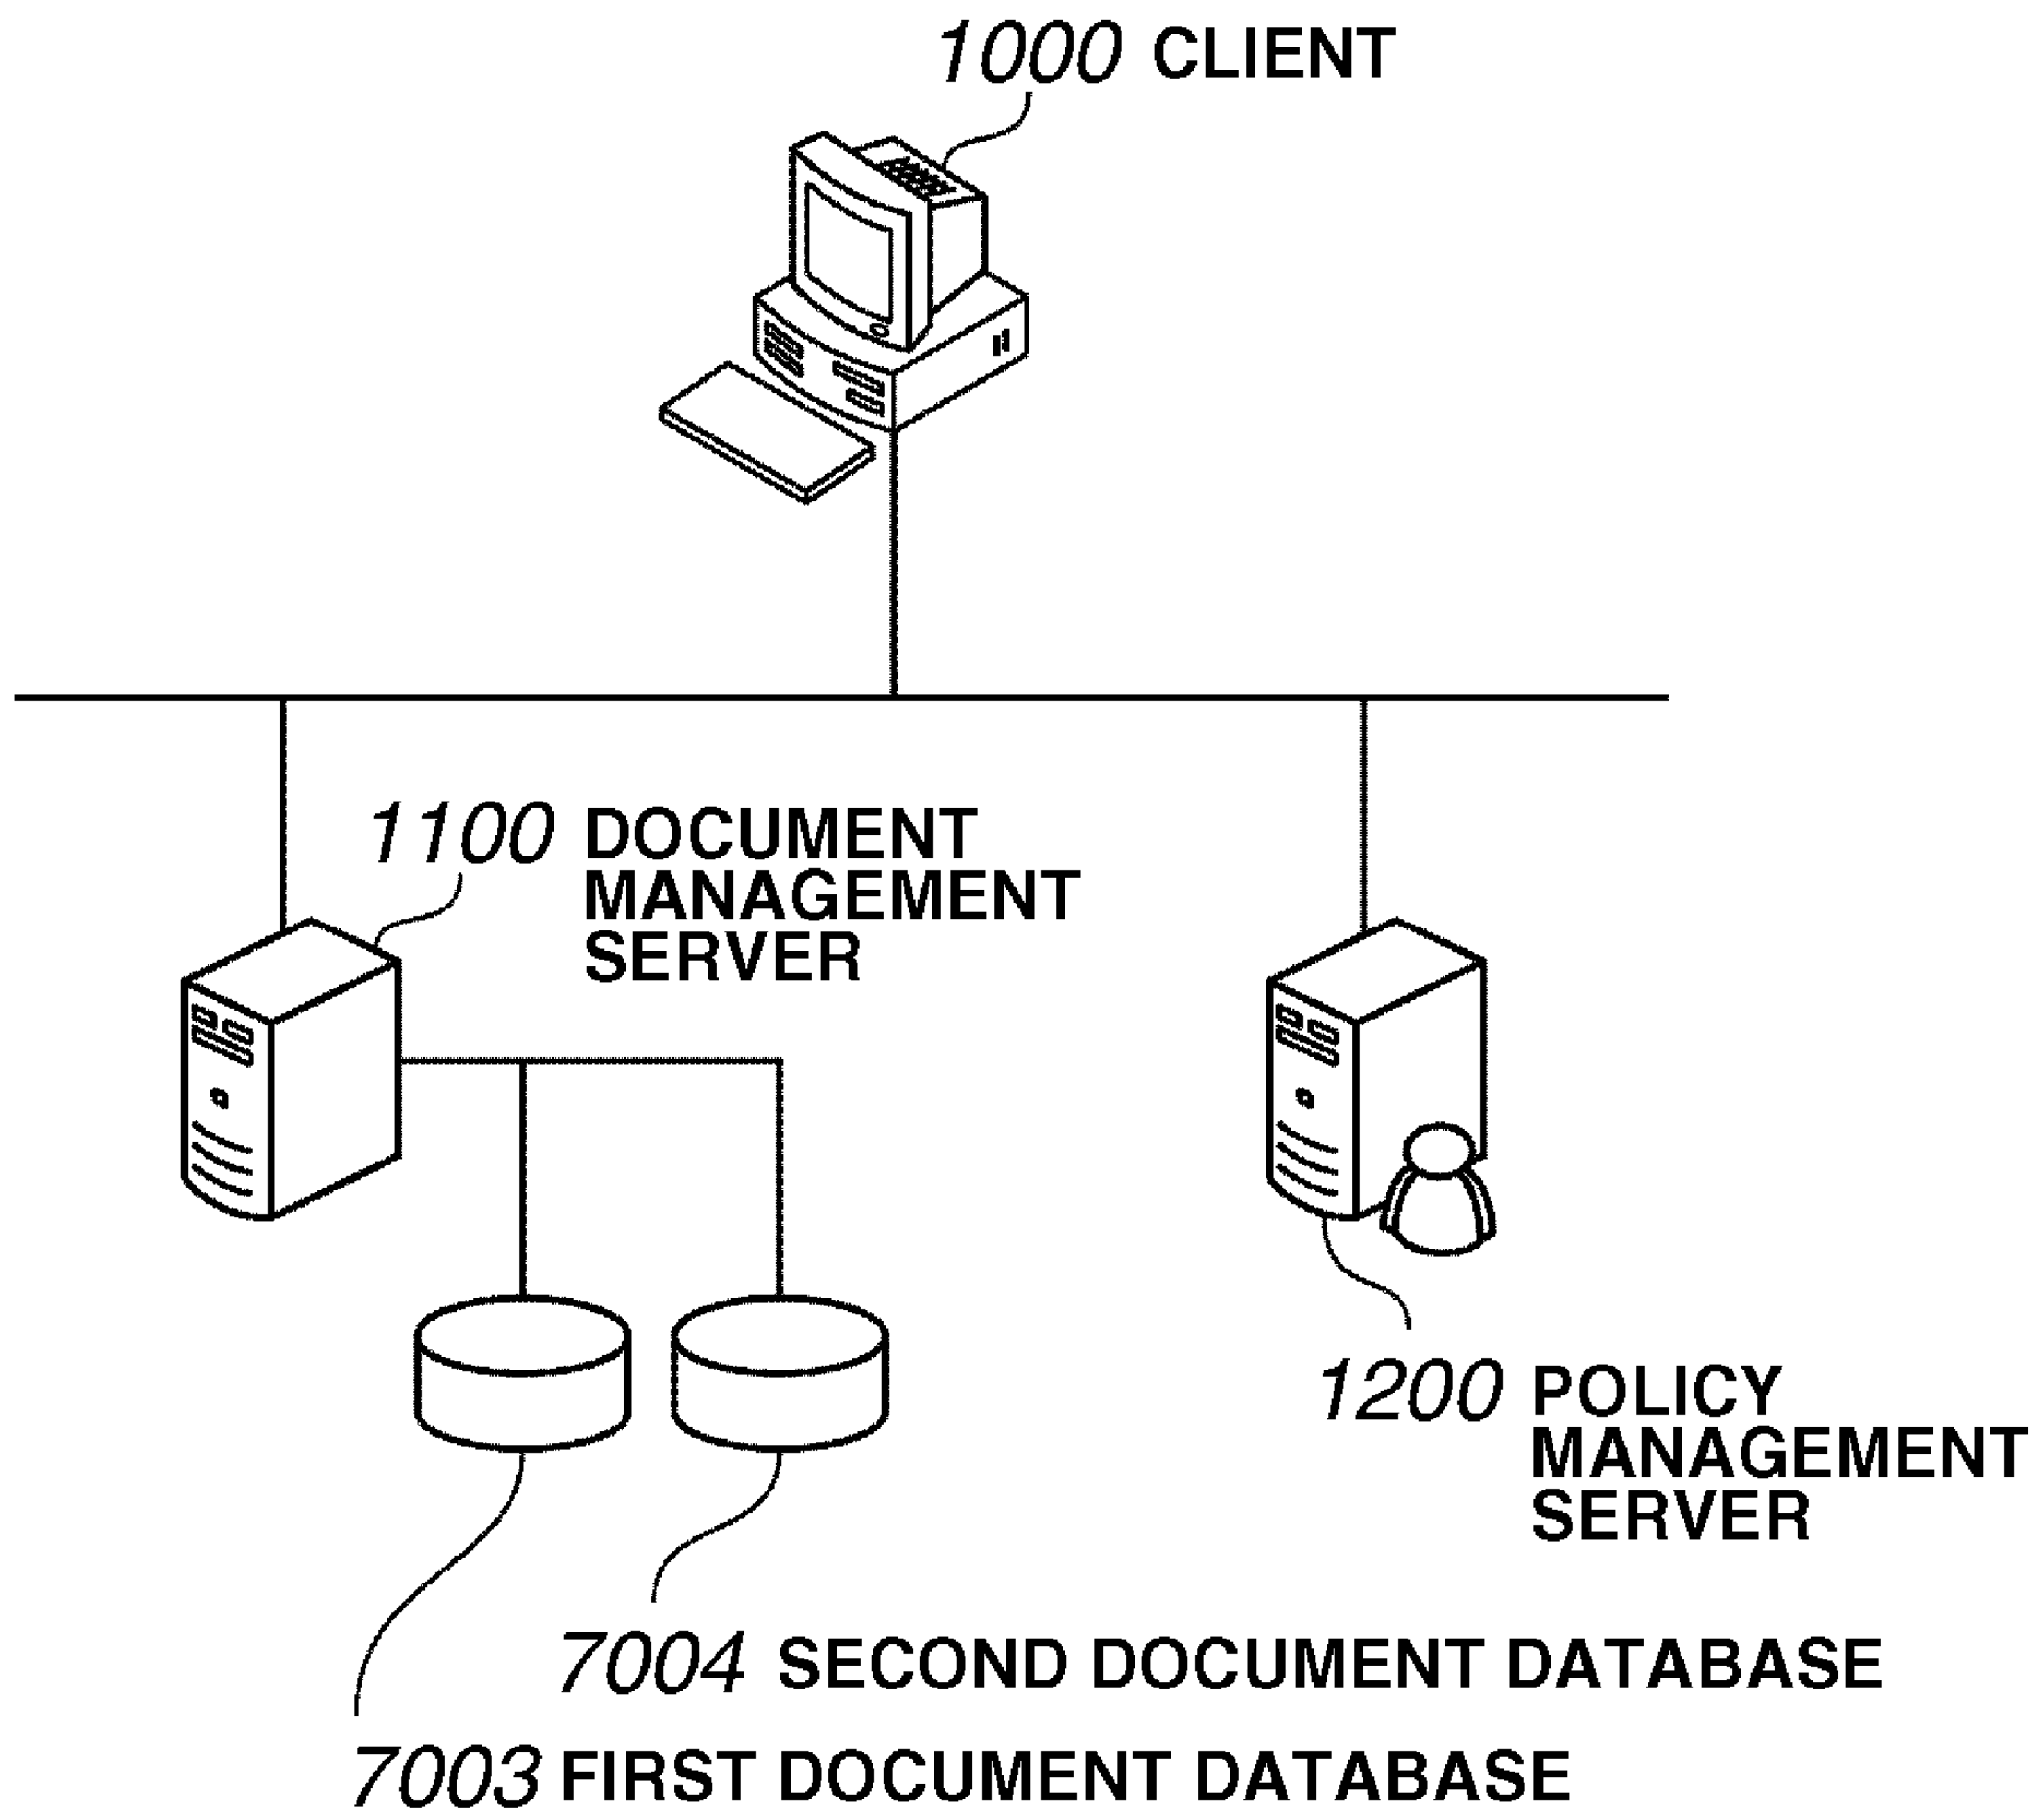 1000 CLIENT
1100 DOCUMENT
MANAGEMENT
SERVER
1200 POLICY
MANAGEMENT
SERVER
7004 SECOND DOCUMENT DATABASE
7003 FIRST DOCUMENT DATABASE